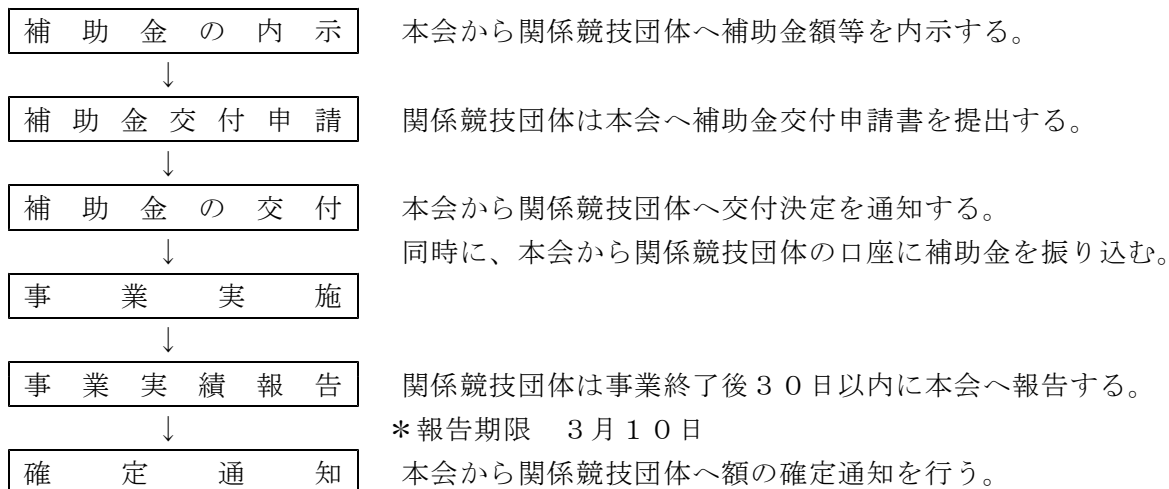 補助金の内示 本会から関係競技団体へ補助金額等を内示する。
↓
補助金交付申請 関係競技団体は本会へ補助金交付申請書を提出する。
↓
補助金の交付 本会から関係競技団体へ交付決定を通知する。
↓ 同時に、本会から関係競技団体の口座に補助金を振り込む。
事業実施
↓
事業実績報告 関係競技団体は事業終了後３０日以内に本会へ報告する。
↓ ＊報告期限 ３月１０日
確定通知 本会から関係競技団体へ額の確定通知を行う。